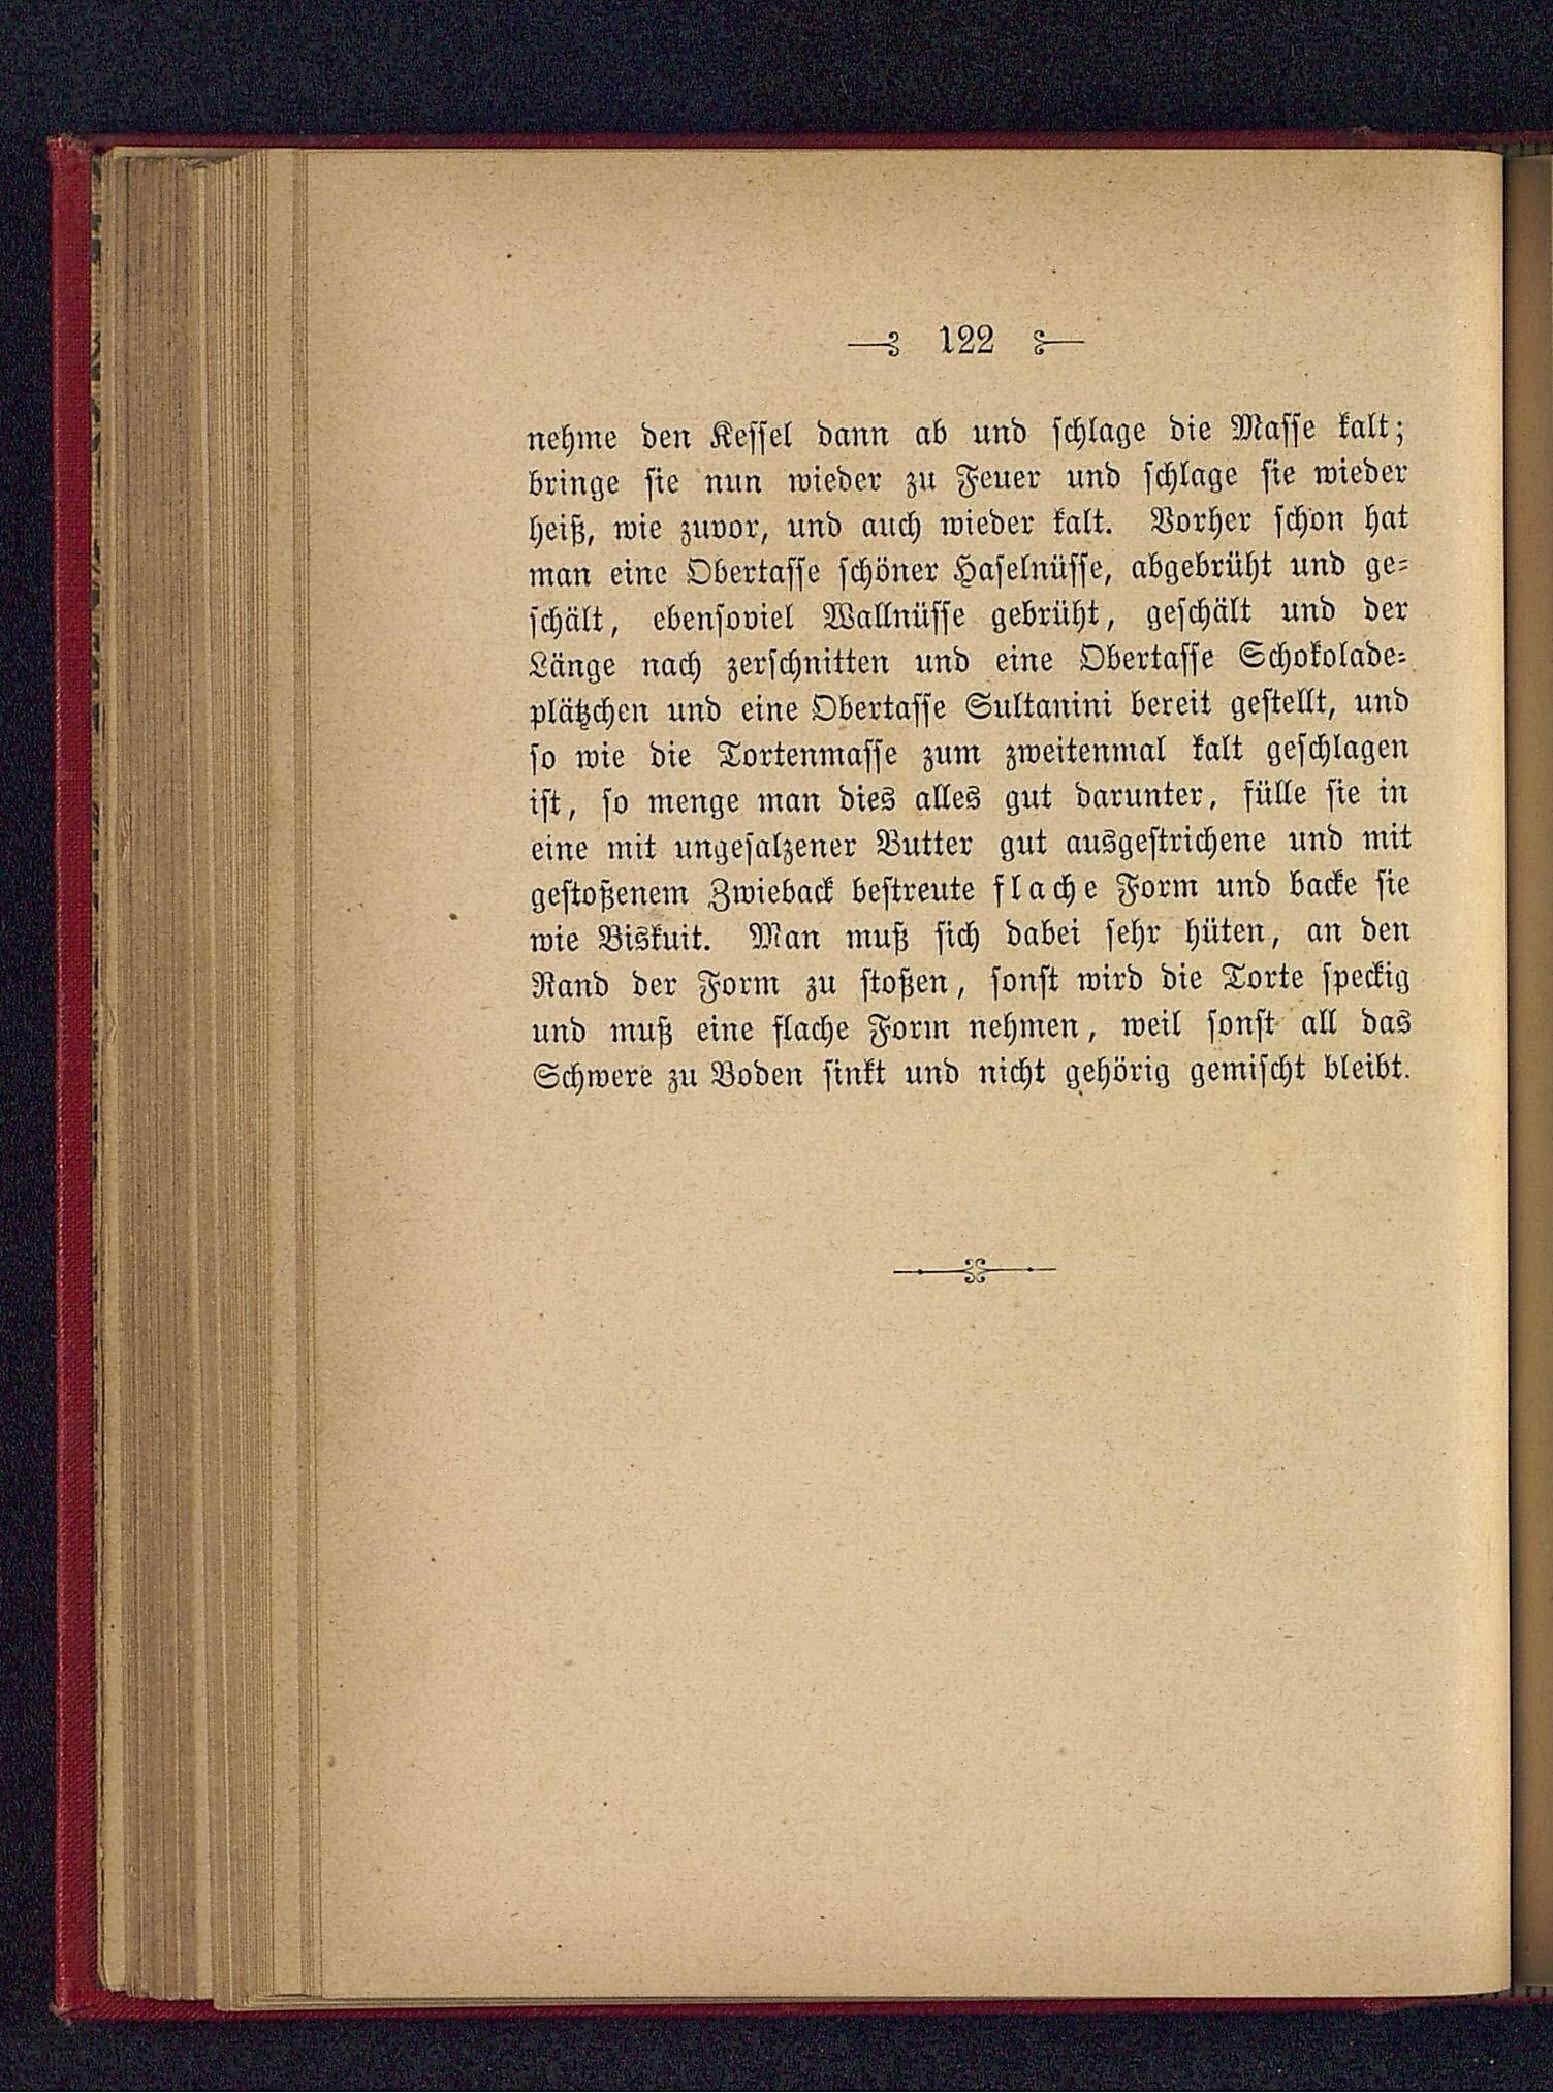 122
nehme den Kessel dann ab und schlage die Masse kalt;
bringe sie nun wieder zu Feuer und schlage sie wieder
heiß, wie zuvor, und auch wieder kalt. Vorher schon hat
man eine Obertasse schöner Haselnüsse, abgebrüht und ge-
schält, ebensoviel Wallnüsse gebrüht, geschält und der
Länge nach zerschnitten und eine Obertasse Schokolade-
plätzchen und eine Obertasse Sultanini bereit gestellt, und
so wie die Tortenmasse zum zweitenmal kalt geschlagen
ist, so menge man dies alles gut darunter, fülle sie in
eine mit ungesalzener Butter gut ausgestrichene und mit
gestoßenem Zwieback bestreute flache Form und backe sie
wie Biskuit. Man muß sich dabei sehr hüten, an den
Rand der Form zu stoßen, sonst wird die Torte speckig
und muß eine flache Form nehmen, weil sonst all das
Schwere zu Boden sinkt und nicht gehörig gemischt bleibt.